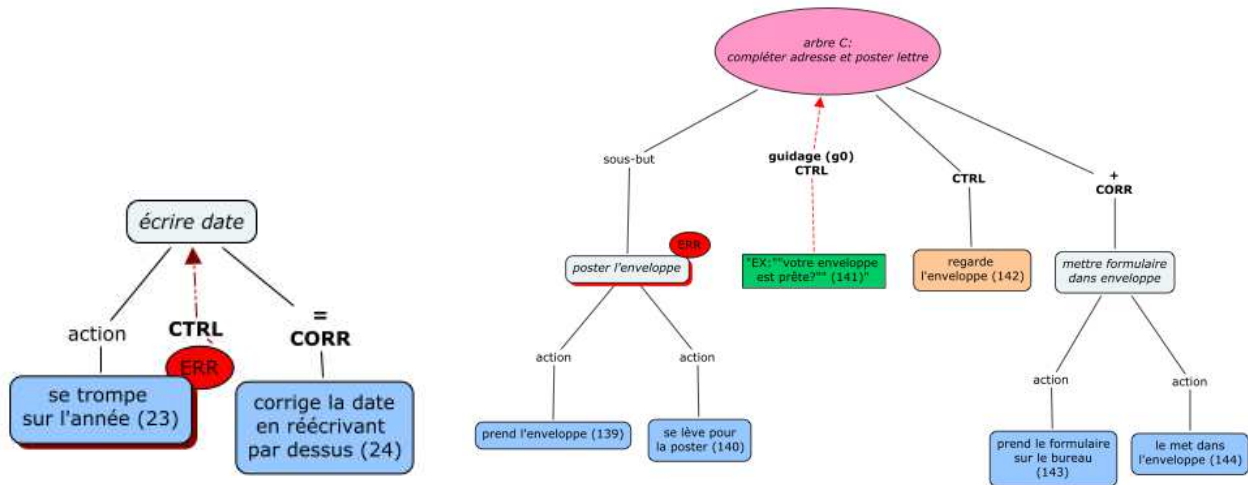 écrire date
action
CTRL
=
CORR
ERR
se trompe
sur l'année (23)
corrige la date
en réécrivant
par dessus (24)
arbre C:
compléter adresse et poster lettre
sous-but
guidage (g0)
CTRL
CTRL
+
CORR
ERR
poster l'enveloppe
"EX:""votre enveloppe
est prête?"" (141)"
regarde
l'enveloppe (142)
mettre formulaire
dans enveloppe
action
action
action
action
prend l'enveloppe (139)
se lève pour
la poster (140)
prend le formulaire
sur le bureau
(143)
le met dans
l'enveloppe (144)